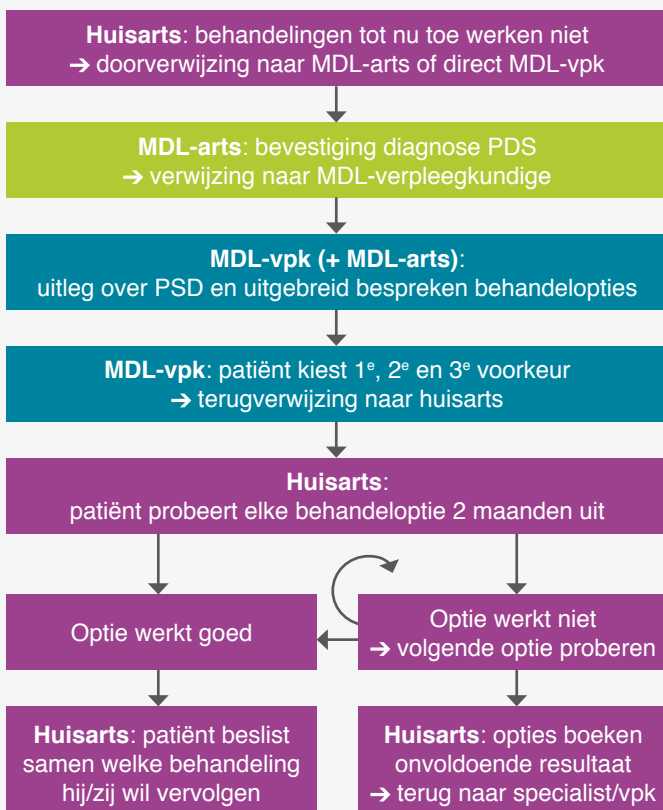 Huisarts: behandelingen tot nu toe werken niet
➔ doorverwijzing naar MDL-arts of direct MDL-vpk
MDL-arts: bevestiging diagnose PDS
➔ verwijzing naar MDL-verpleegkundige
MDL-vpk (+ MDL-arts):
uitleg over PSD en uitgebreid bespreken behandelopties
MDL-vpk: patiënt kiest 1e, 2e en 3e voorkeur
➔ terugverwijzing naar huisarts
Huisarts:
patiënt probeert elke behandeloptie 2 maanden uit
Optie werkt goed
Optie werkt niet
➔ volgende optie proberen
Huisarts: patiënt beslist
samen welke behandeling
hij/zij wil vervolgen
Huisarts: opties boeken
onvoldoende resultaat
➔ terug naar specialist/vpk